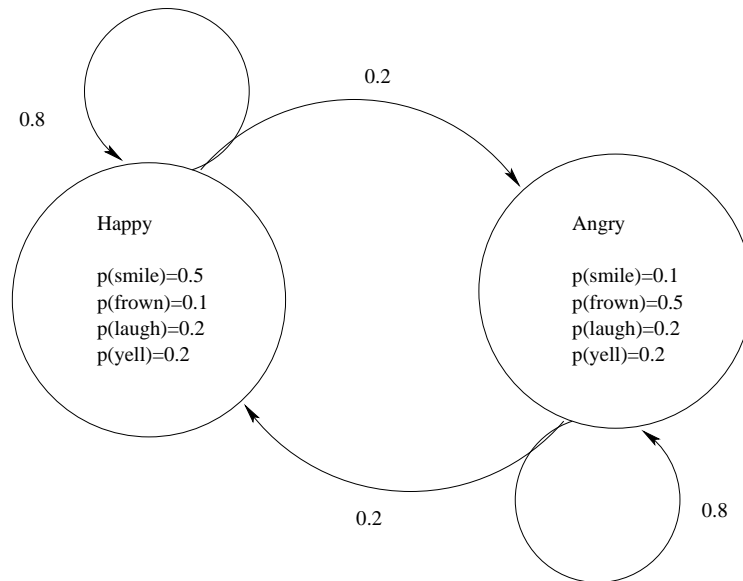 0.2
0.8
Happy
p(smile)=0.5
p(frown)=0.1
p(laugh)=0.2
p(yell)=0.2
Angry
p(smile)=0.1
p(frown)=0.5
p(laugh)=0.2
p(yell)=0.2
0.2
0.8